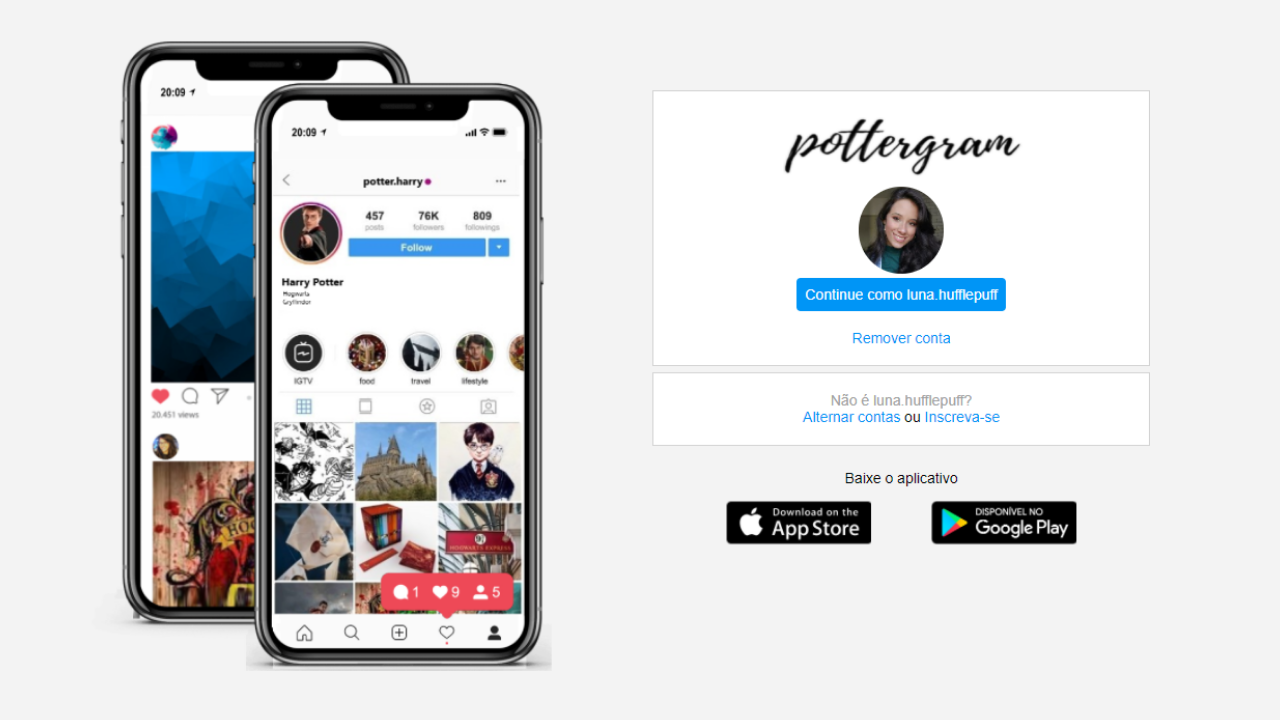 20:09
20.451 views
20:09
potter.harry
457 76K 809
posts followers followings
Follow
Harry Potter
Magnaria
Gryffindor
IGTV food travel lifestyle
HOGWARTS EXPRESS
1 9 5
pottergram
Continue como luna.hufflepuff
Remover conta
Não é luna.hufflepuff?
Alternar contas ou Inscreva-se
Baixe o aplicativo
Download on the
App Store
DISPONÍVEL NO
Google Play